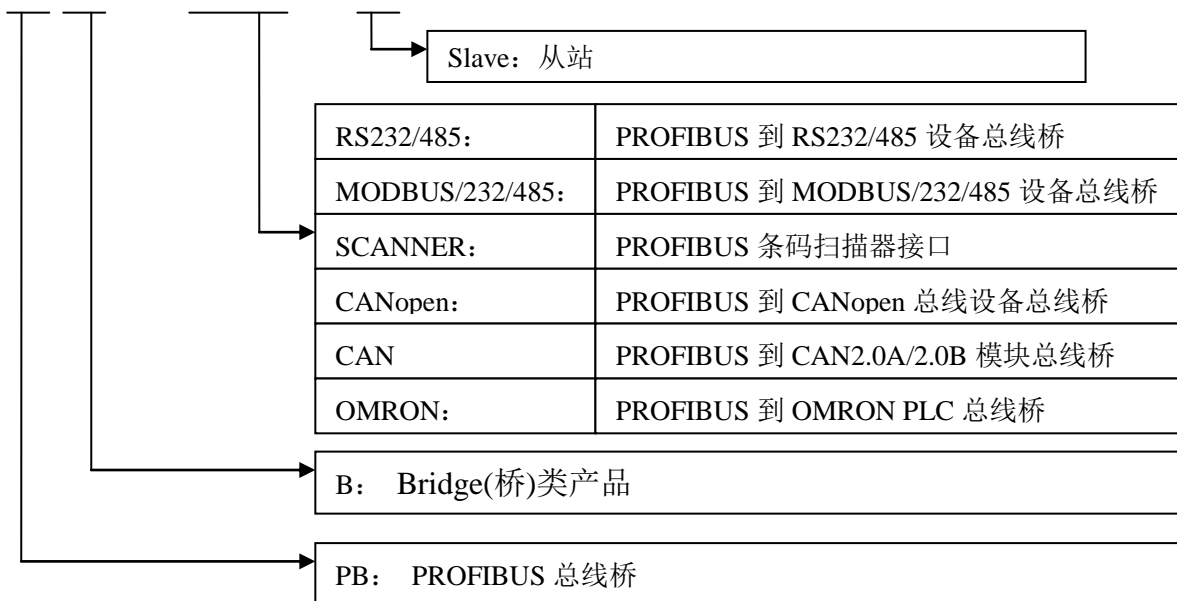 Slave：从站
RS232/485： PROFIBUS 到 RS232/485 设备总线桥
MODBUS/232/485： PROFIBUS 到 MODBUS/232/485 设备总线桥
SCANNER： PROFIBUS 条码扫描器接口
CANopen： PROFIBUS 到 CANopen 总线设备总线桥
CAN PROFIBUS 到 CAN2.0A/2.0B 模块总线桥
OMRON： PROFIBUS 到 OMRON PLC 总线桥
B： Bridge(桥)类产品
PB： PROFIBUS 总线桥